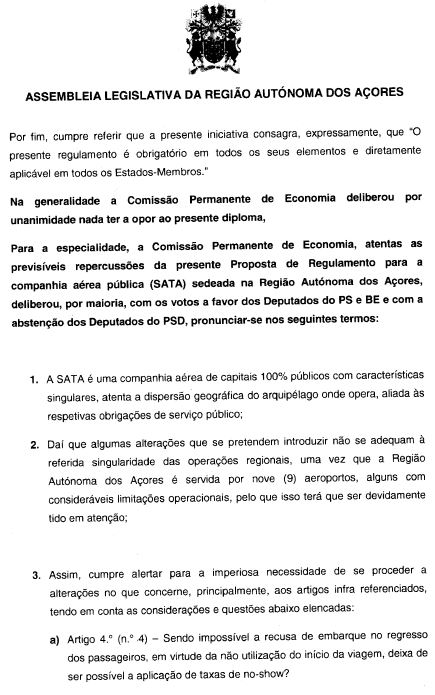 ASSEMBLEIA LEGISLATIVA DA REGIÃO AUTÓNOMA DOS AÇORES
Por fim, cumpre referir que a presente iniciativa consagra, expressamente, que “O
presente regulamento é obrigatório em todos os seus elementos e diretamente
aplicável em todos os Estados-Membros.”
Na generalidade a Comissão Permanente de Economia deliberou por
unanimidade nada ter a opor ao presente diploma,
Para a especialidade, a Comissão Permanente de Economia, atentas as
previsíveis repercussões da presente Proposta de Regulamento para a
companhia aérea pública (SATA) sedeada na Região Autónoma dos Açores,
deliberou, por maioria, com os votos a favor dos Deputados do PS e BE e com a
abstenção dos Deputados do PSD, pronunciar-se nos seguintes termos:
1. A SATA é uma companhia aérea de capitais 100% públicos com características
singulares, atenta a dispersão geográfica do arquipélago onde opera, aliada às
respetivas obrigações de serviço público;
2. Daí que algumas alterações que se pretendem introduzir não se adequam à
referida singularidade das operações regionais, uma vez que a Região
Autónoma dos Açores é servida por nove (9) aeroportos, alguns com
consideráveis limitações operacionais, pelo que isso terá que ser devidamente
tido em atenção;
3. Assim, cumpre alertar para a imperiosa necessidade de se proceder a
alterações no que concerne, principalmente, aos artigos infra referenciados,
tendo em conta as considerações e questões abaixo elencadas:
a) Artigo 4.º (n.º 4) – Sendo impossível a recusa de embarque no regresso
dos passageiros, em virtude da não utilização do início da viagem, deixa de
ser possível a aplicação de taxas de no-show?